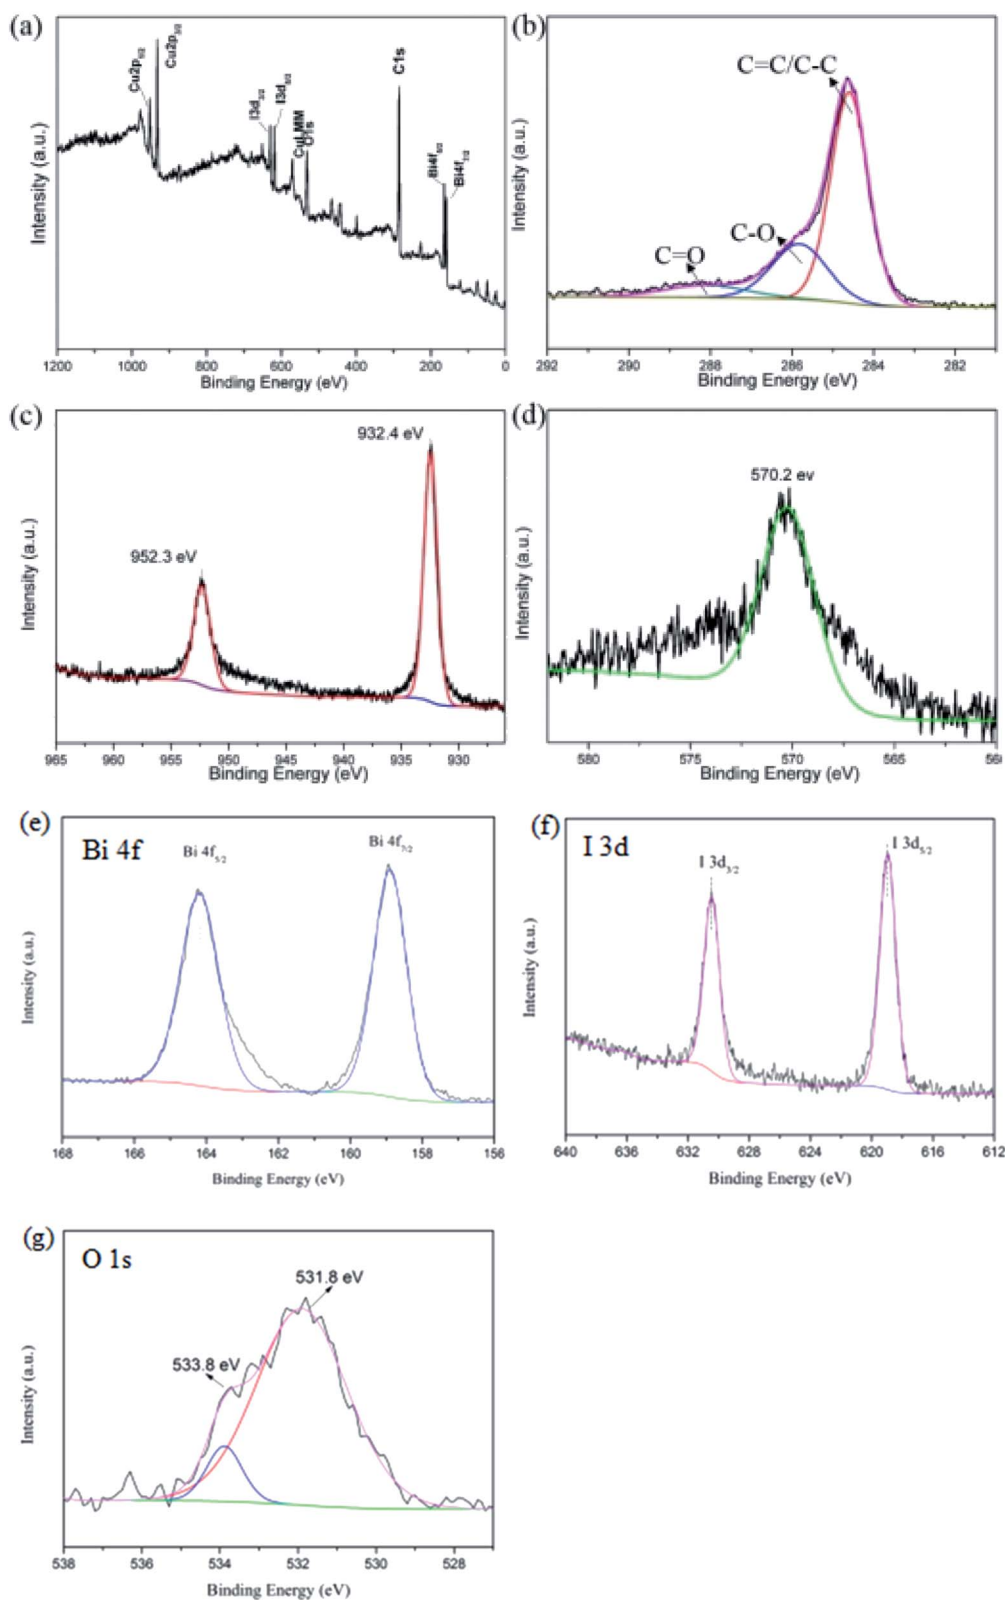 (a)
Cu2p1/2
Cu2p3/2
I3d3/2
I3d5/2
CuLMM
O1s
C1s
Bi4f5/2
Bi4f7/2
Intensity (a.u.)
1200 1000 800 600 400 200 0
Binding Energy (eV)
(b)
C=C/C-C
C-O
C=O
Intensity (a.u.)
292 290 288 286 284 282
Binding Energy (eV)
(c)
932.4 eV
952.3 eV
Intensity (a.u.)
965 960 955 950 945 940 935 930
Binding Energy (eV)
(d)
570.2 ev
Intensity (a.u.)
580 575 570 565 560
Binding Energy (eV)
(e)
Bi 4f
Bi 4f5/2
Bi 4f7/2
Intensity (a.u.)
168 166 164 162 160 158 156
Binding Energy (eV)
(f)
I 3d
I 3d3/2
I 3d5/2
Intensity (a.u.)
640 636 632 628 624 620 616 612
Binding Energy (eV)
(g)
O 1s
531.8 eV
533.8 eV
Intensity (a.u.)
538 536 534 532 530 528
Binding Energy (eV)